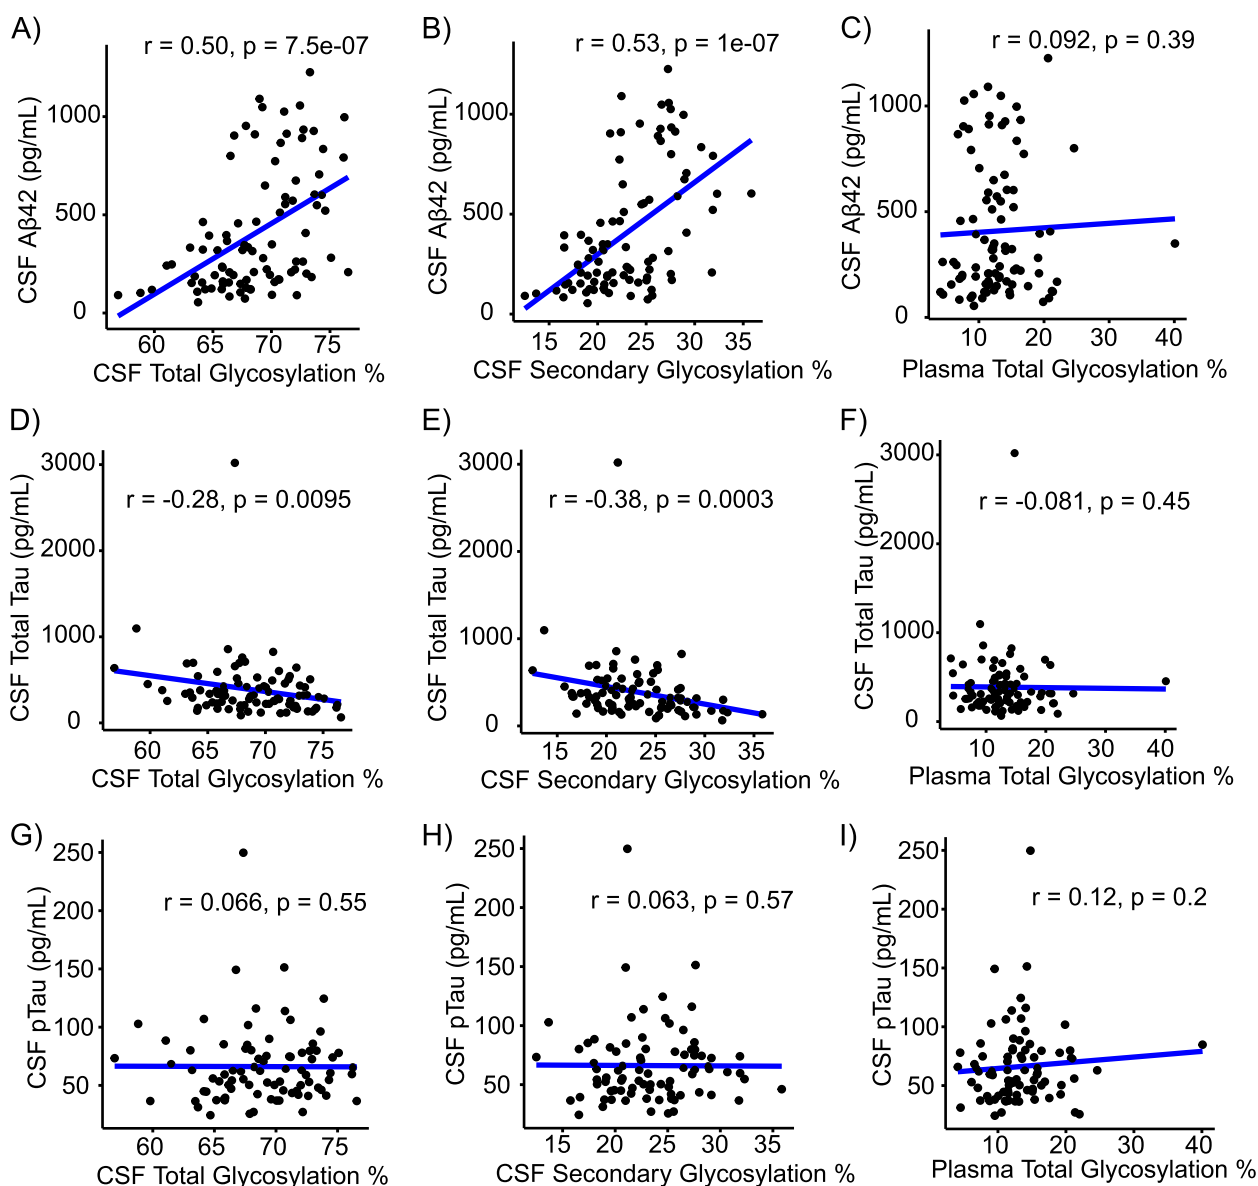 A)
r = 0.50, p = 7.5e-07
CSF Aβ42 (pg/mL)
1000
500
0
60 65 70 75
CSF Total Glycosylation %
B)
r = 0.53, p = 1e-07
CSF Aβ42 (pg/mL)
1000
500
0
15 20 25 30 35
CSF Secondary Glycosylation %
C)
r = 0.092, p = 0.39
CSF Aβ42 (pg/mL)
1000
500
0
10 20 30 40
Plasma Total Glycosylation %
D)
r = -0.28, p = 0.0095
CSF Total Tau (pg/mL)
3000
2000
1000
0
60 65 70 75
CSF Total Glycosylation %
E)
r = -0.38, p = 0.0003
CSF Total Tau (pg/mL)
3000
2000
1000
0
15 20 25 30 35
CSF Secondary Glycosylation %
F)
r = -0.081, p = 0.45
CSF Total Tau (pg/mL)
3000
2000
1000
0
10 20 30 40
Plasma Total Glycosylation %
G)
r = 0.066, p = 0.55
CSF pTau (pg/mL)
250
200
150
100
50
60 65 70 75
CSF Total Glycosylation %
H)
r = 0.063, p = 0.57
CSF pTau (pg/mL)
250
200
150
100
50
15 20 25 30 35
CSF Secondary Glycosylation %
I)
r = 0.12, p = 0.2
CSF pTau (pg/mL)
250
200
150
100
50
10 20 30 40
Plasma Total Glycosylation %